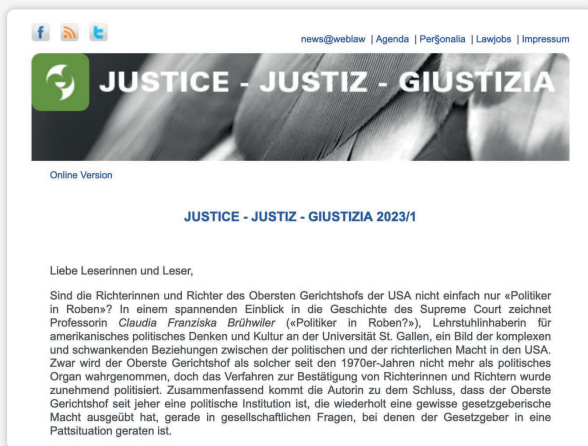 news@weblaw | Agenda | Per§onalia | Lawjobs | Impressum
JUSTICE - JUSTIZ - GIUSTIZIA
Online Version
JUSTICE - JUSTIZ - GIUSTIZIA 2023/1
Liebe Leserinnen und Leser,
Sind die Richterinnen und Richter des Obersten Gerichtshofs der USA nicht einfach nur «Politiker
in Roben»? In einem spannenden Einblick in die Geschichte des Supreme Court zeichnet
Professorin Claudia Franziska Brühwiler («Politiker in Roben?»), Lehrstuhlinhaberin für
amerikanisches politisches Denken und Kultur an der Universität St. Gallen, ein Bild der komplexen
und schwankenden Beziehungen zwischen der politischen und der richterlichen Macht in den USA.
Zwar wird der Oberste Gerichtshof als solcher seit den 1970er-Jahren nicht mehr als politisches
Organ wahrgenommen, doch das Verfahren zur Bestätigung von Richterinnen und Richtern wurde
zunehmend politisiert. Zusammenfassend kommt die Autorin zu dem Schluss, dass der Oberste
Gerichtshof seit jeher eine politische Institution ist, die wiederholt eine gewisse gesetzgeberische
Macht ausgeübt hat, gerade in gesellschaftlichen Fragen, bei denen der Gesetzgeber in eine
Pattsituation geraten ist.